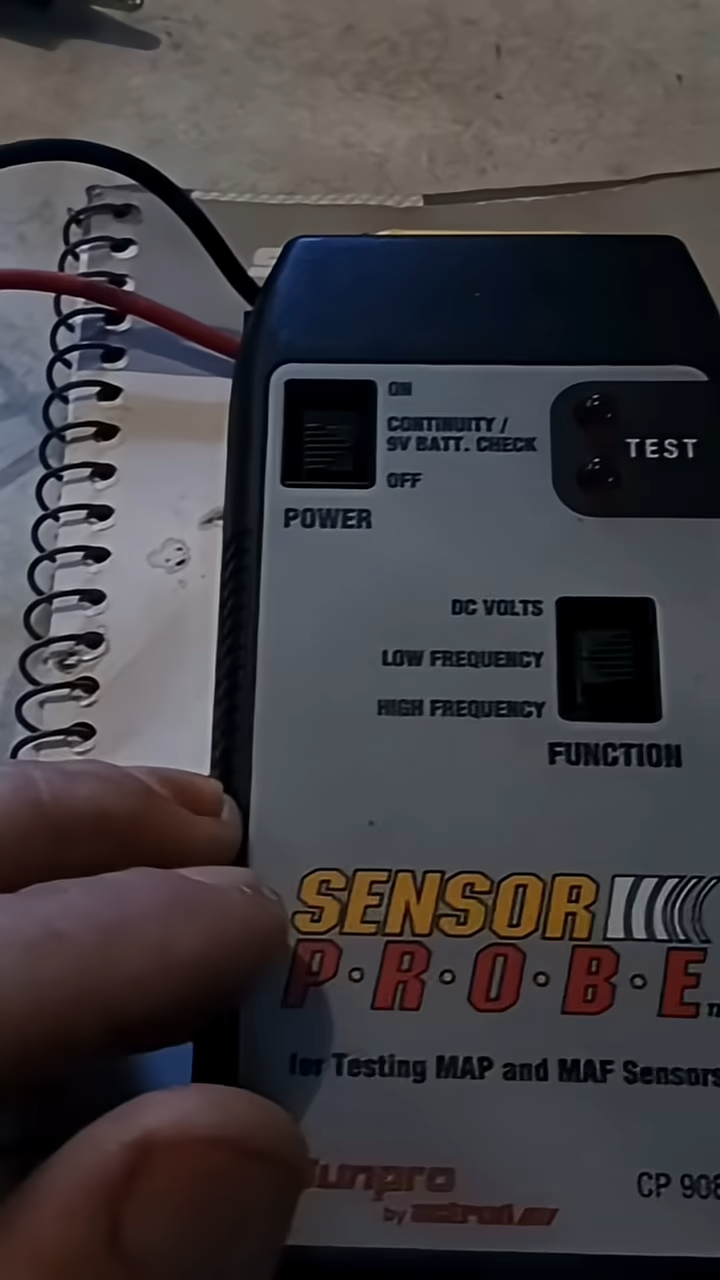 ON
CONTINUITY /
9V BATT. CHECK
OFF
POWER
TEST
DC VOLTS
LOW FREQUENCY
HIGH FREQUENCY
FUNCTION
SENSOR
P·R·O·B·E
for Testing MAP and MAF Sensors
CP 908
by